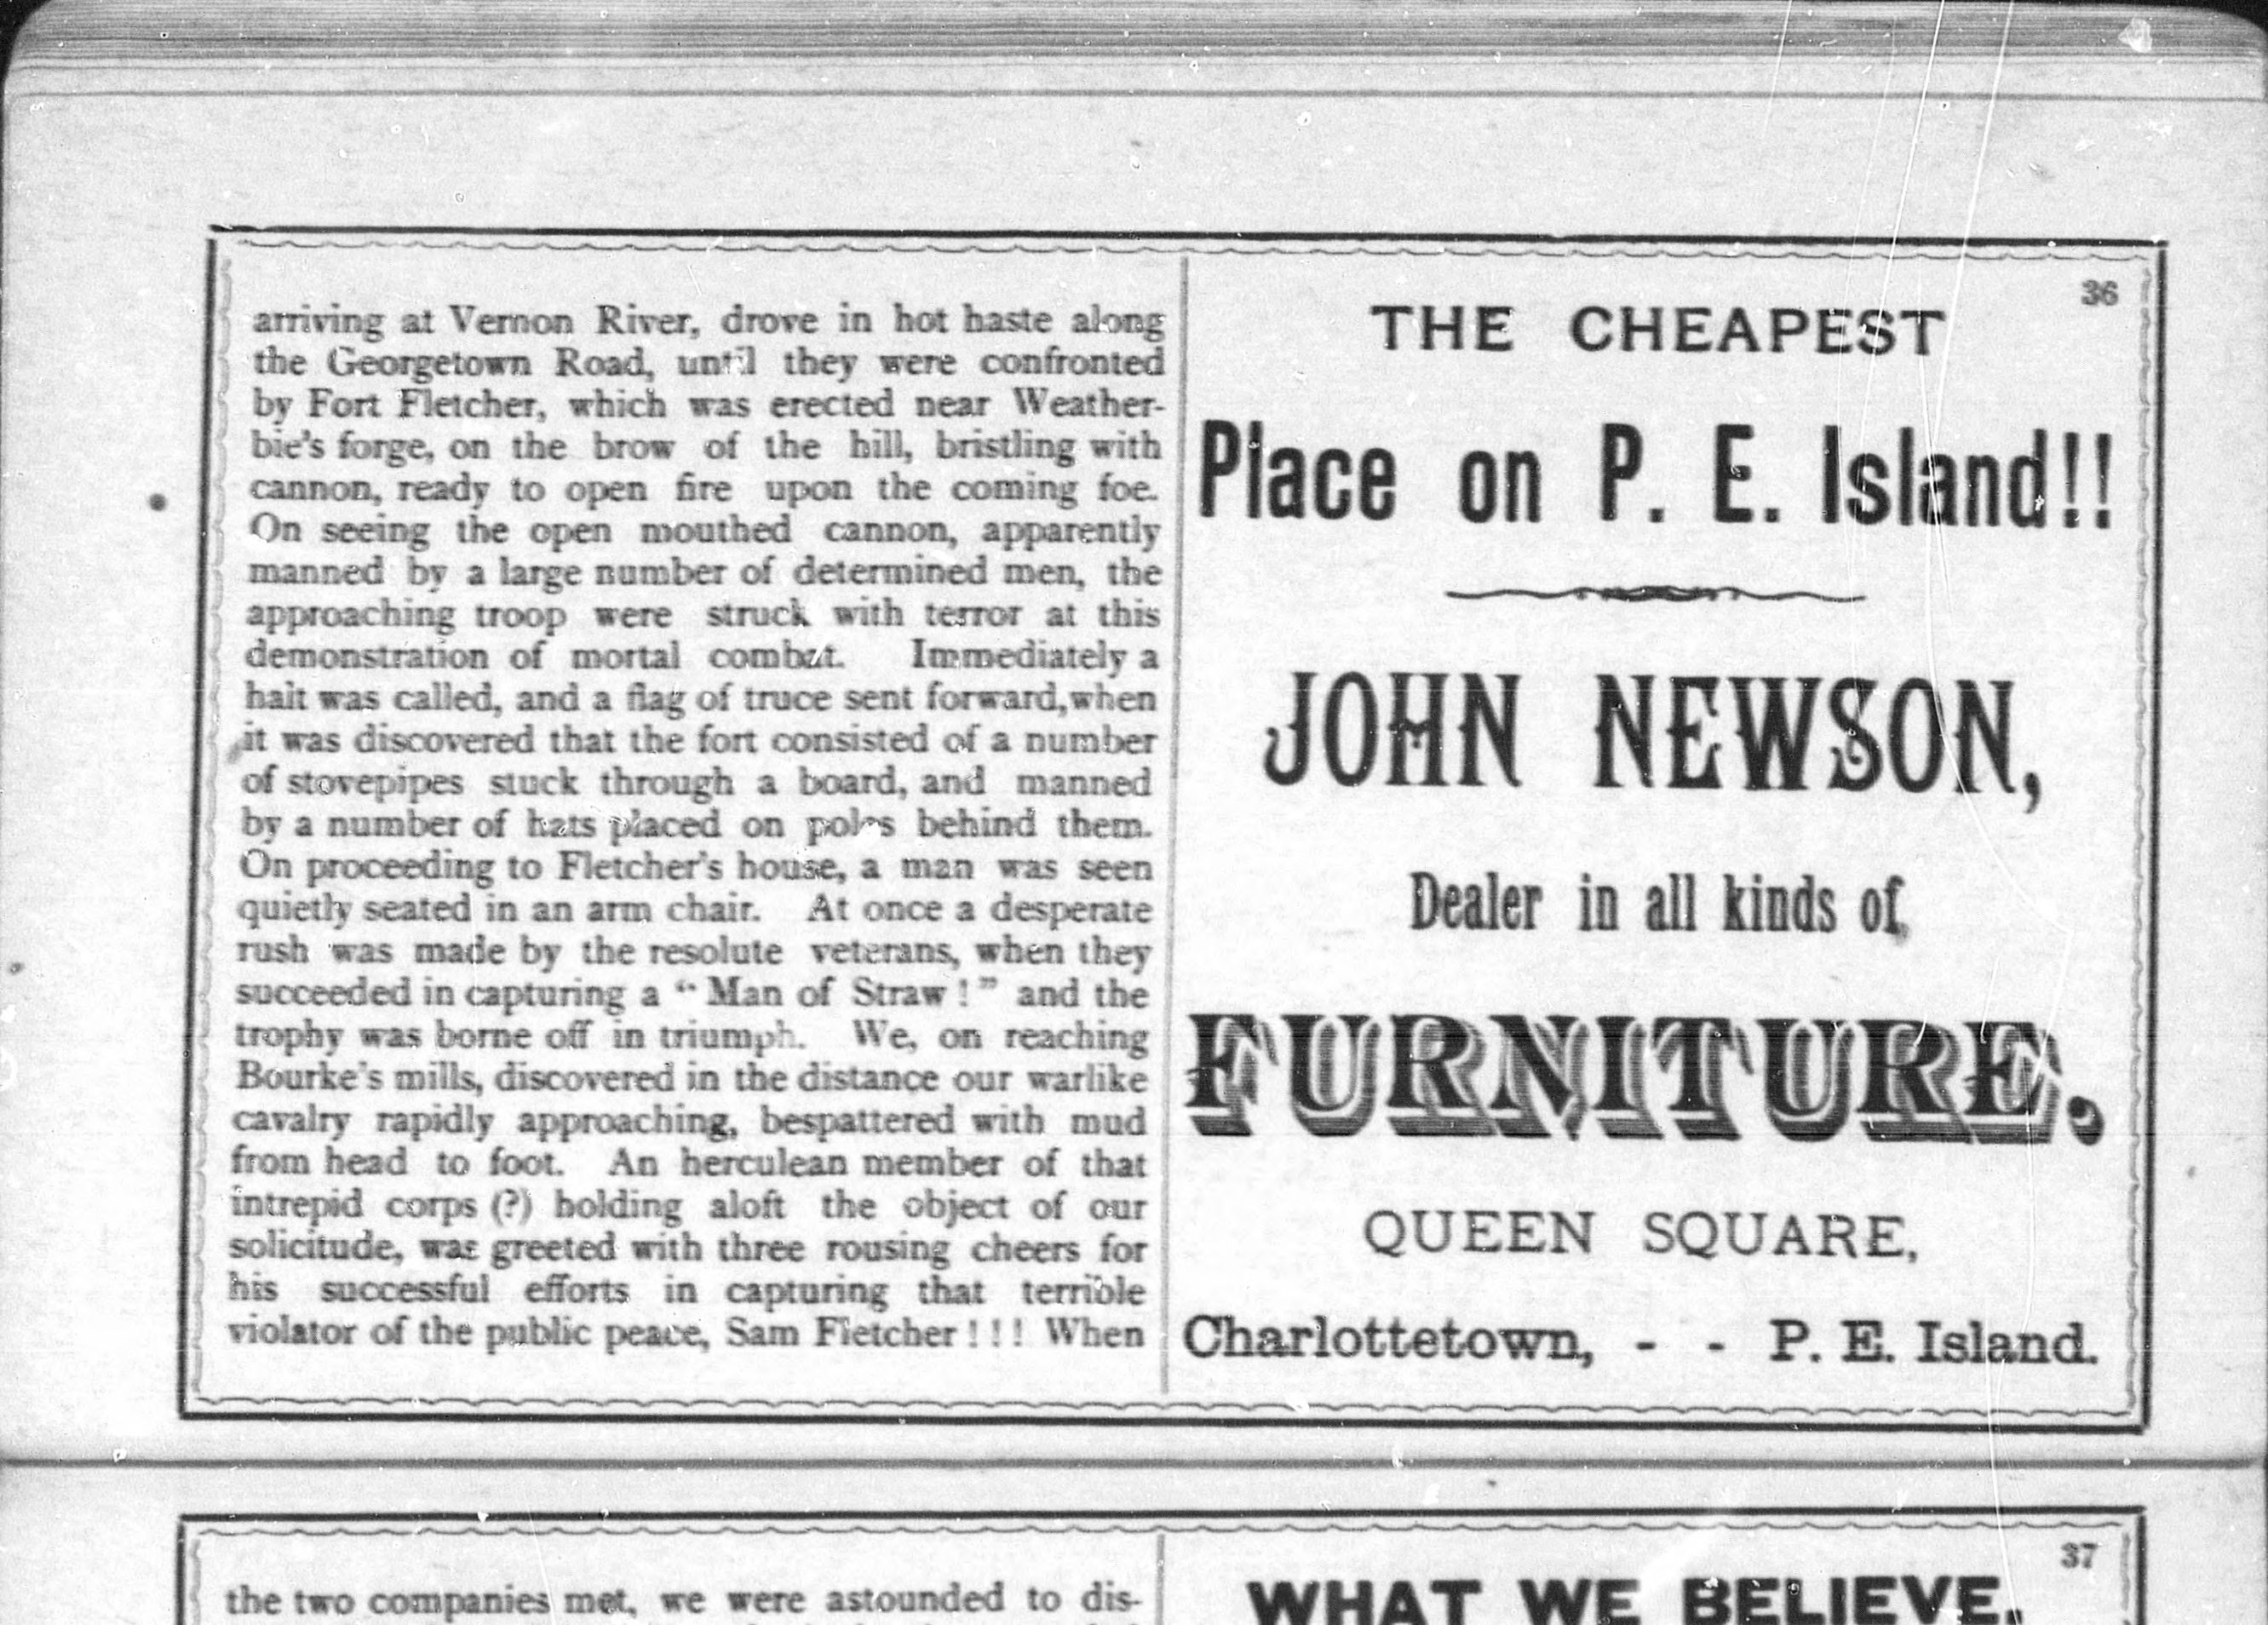 arriving at Vernon River, drove in hot haste along
the Georgetown Road, until they were confronted
by Fort Fletcher, which was erected near Weather-
bie's forge, on the brow of the hill, bristling with
cannon, ready to open fire upon the coming foe.
On seeing the open mouthed cannon, apparently
manned by a large number of determined men, the
approaching troop were struck with terror at this
demonstration of mortal combat. Immediately a
halt was called, and a flag of truce sent forward,when
it was discovered that the fort consisted of a number
of stovepipes stuck through a board, and manned
by a number of hats placed on poles behind them.
On proceeding to Fletcher's house, a man was seen
quietly seated in an arm chair. At once a desperate
rush was made by the resolute veterans, when they
succeeded in capturing a "Man of Straw!" and the
trophy was borne off in triumph. We, on reaching
Bourke's mills, discovered in the distance our warlike
cavalry rapidly approaching, bespattered with mud
from head to foot. An herculean member of that
intrepid corps (?) holding aloft the object of our
solicitude, was greeted with three rousing cheers for
his successful efforts in capturing that terrible
violator of the public peace, Sam Fletcher!!! When
36
THE CHEAPEST
Place on P. E. Island!!
JOHN NEWSON,
Dealer in all kinds of
FURNITURE,
QUEEN SQUARE,
Charlottetown, - - P. E. Island.
the two companies met, we were astounded to dis-
37
WHAT WE BELIEVE.